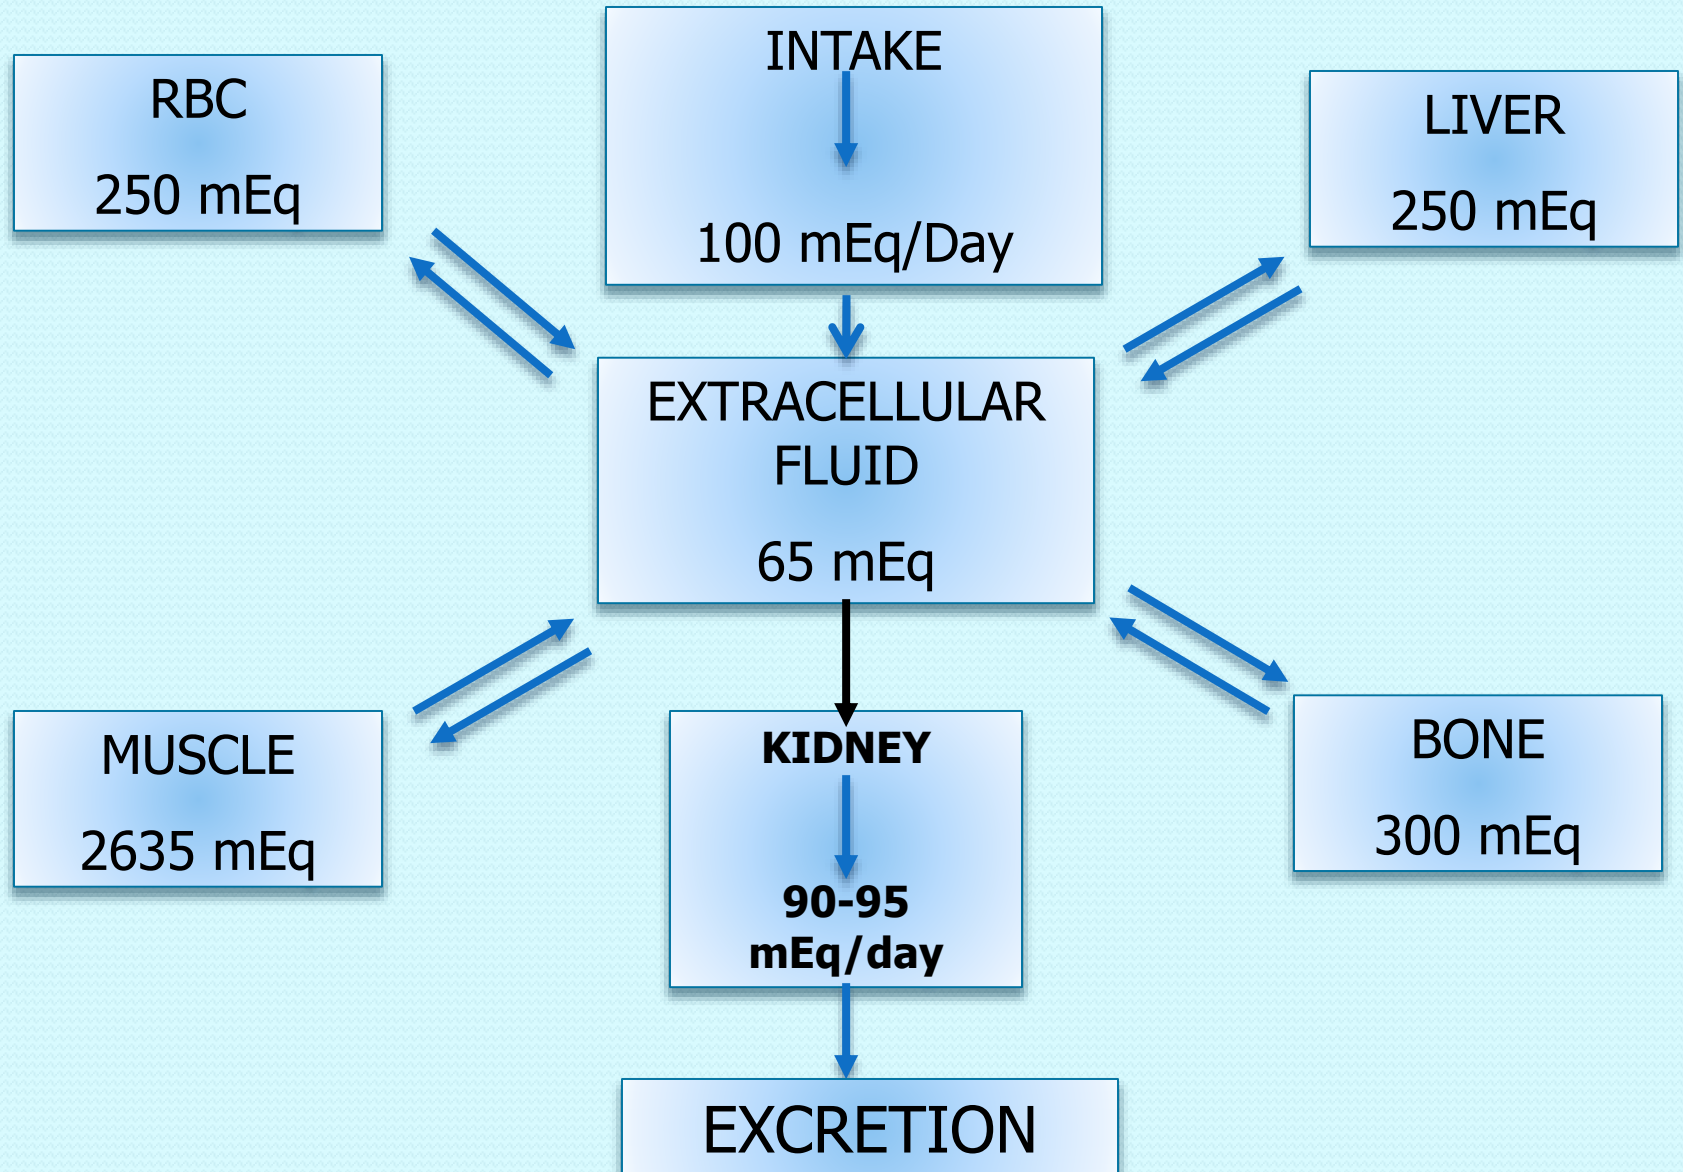 INTAKE
100 mEq/Day
RBC
250 mEq
LIVER
250 mEq
EXTRACELLULAR
FLUID
65 mEq
MUSCLE
2635 mEq
KIDNEY
90-95
mEq/day
BONE
300 mEq
EXCRETION